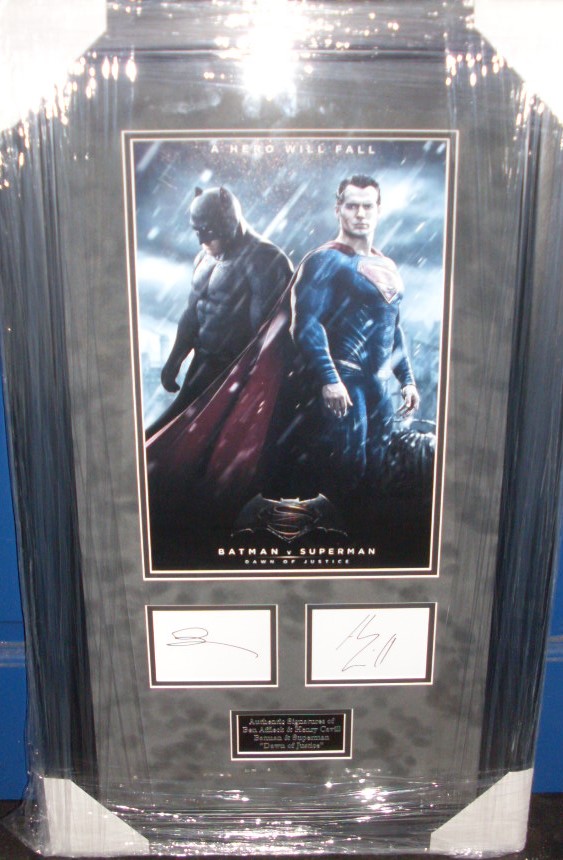 A HERO WILL FALL
BATMAN v SUPERMAN
DAWN OF JUSTICE
Authentic Signatures of
Ben Affleck & Henry Cavill
Batman & Superman
"Dawn of Justice"